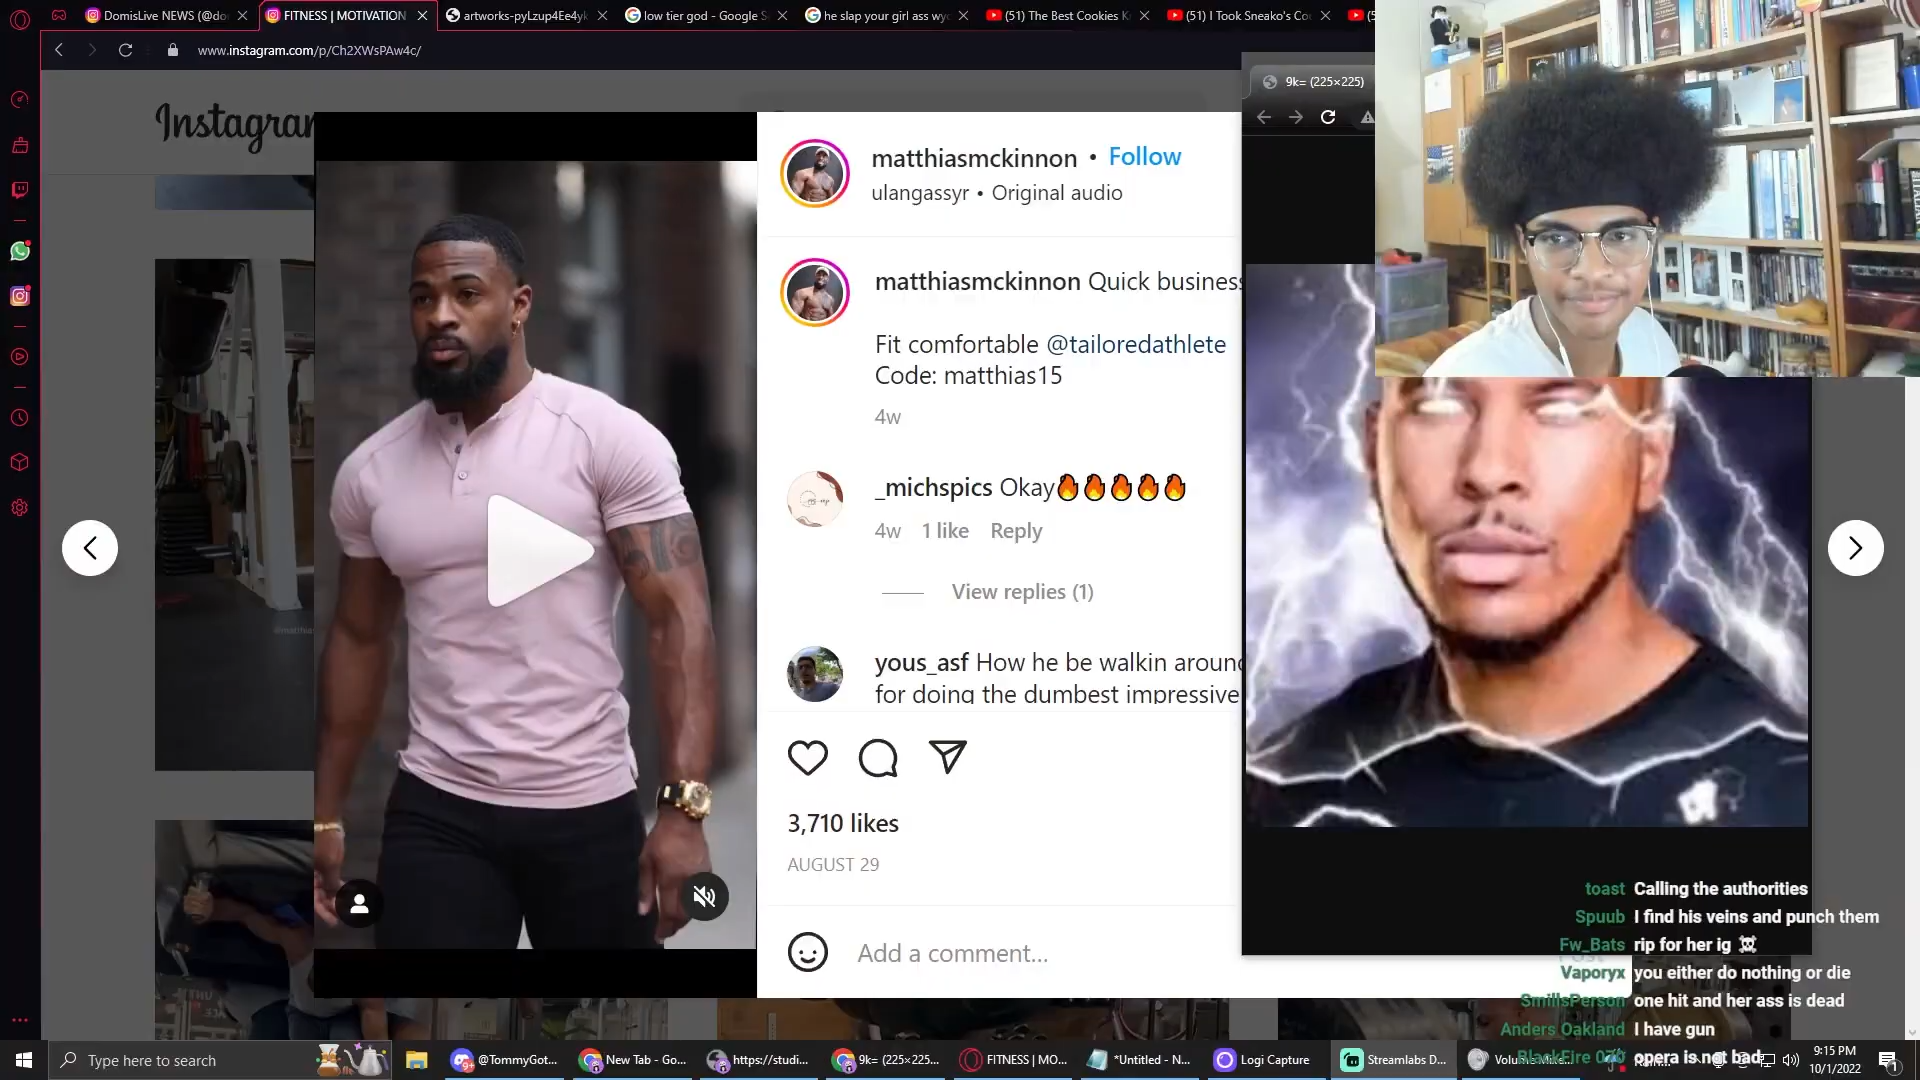 DomisLive NEWS (@do
FITNESS | MOTIVATION
artworks-pyLzup4Ee4yk
low tier god - Google S
he slap your girl ass wy
(51) The Best Cookies K
(51) I Took Sneako's Co
www.instagram.com/p/Ch2XWsPAw4c/
9k= (225×225)
Instagram
matthiasmckinnon • Follow
ulangassyr • Original audio
matthiasmckinnon Quick business
Fit comfortable @tailoredathlete
Code: matthias15
4w
_michspics Okay🔥🔥🔥🔥🔥
4w 1 like Reply
View replies (1)
yous_asf How he be walkin around
for doing the dumbest impressive
3,710 likes
AUGUST 29
Add a comment...
Post
toast Calling the authorities
Spuub I find his veins and punch them
Fw_Bats rip for her ig ☠
Vaporyx you either do nothing or die
SmillsPerson one hit and her ass is dead
Anders Oakland I have gun
opera is not bad
Type here to search
@TommyGot...
New Tab - Go...
https://studi...
9k= (225×225...
FITNESS | MO...
*Untitled - N...
Logi Capture
Streamlabs D...
9:15 PM
10/1/2022